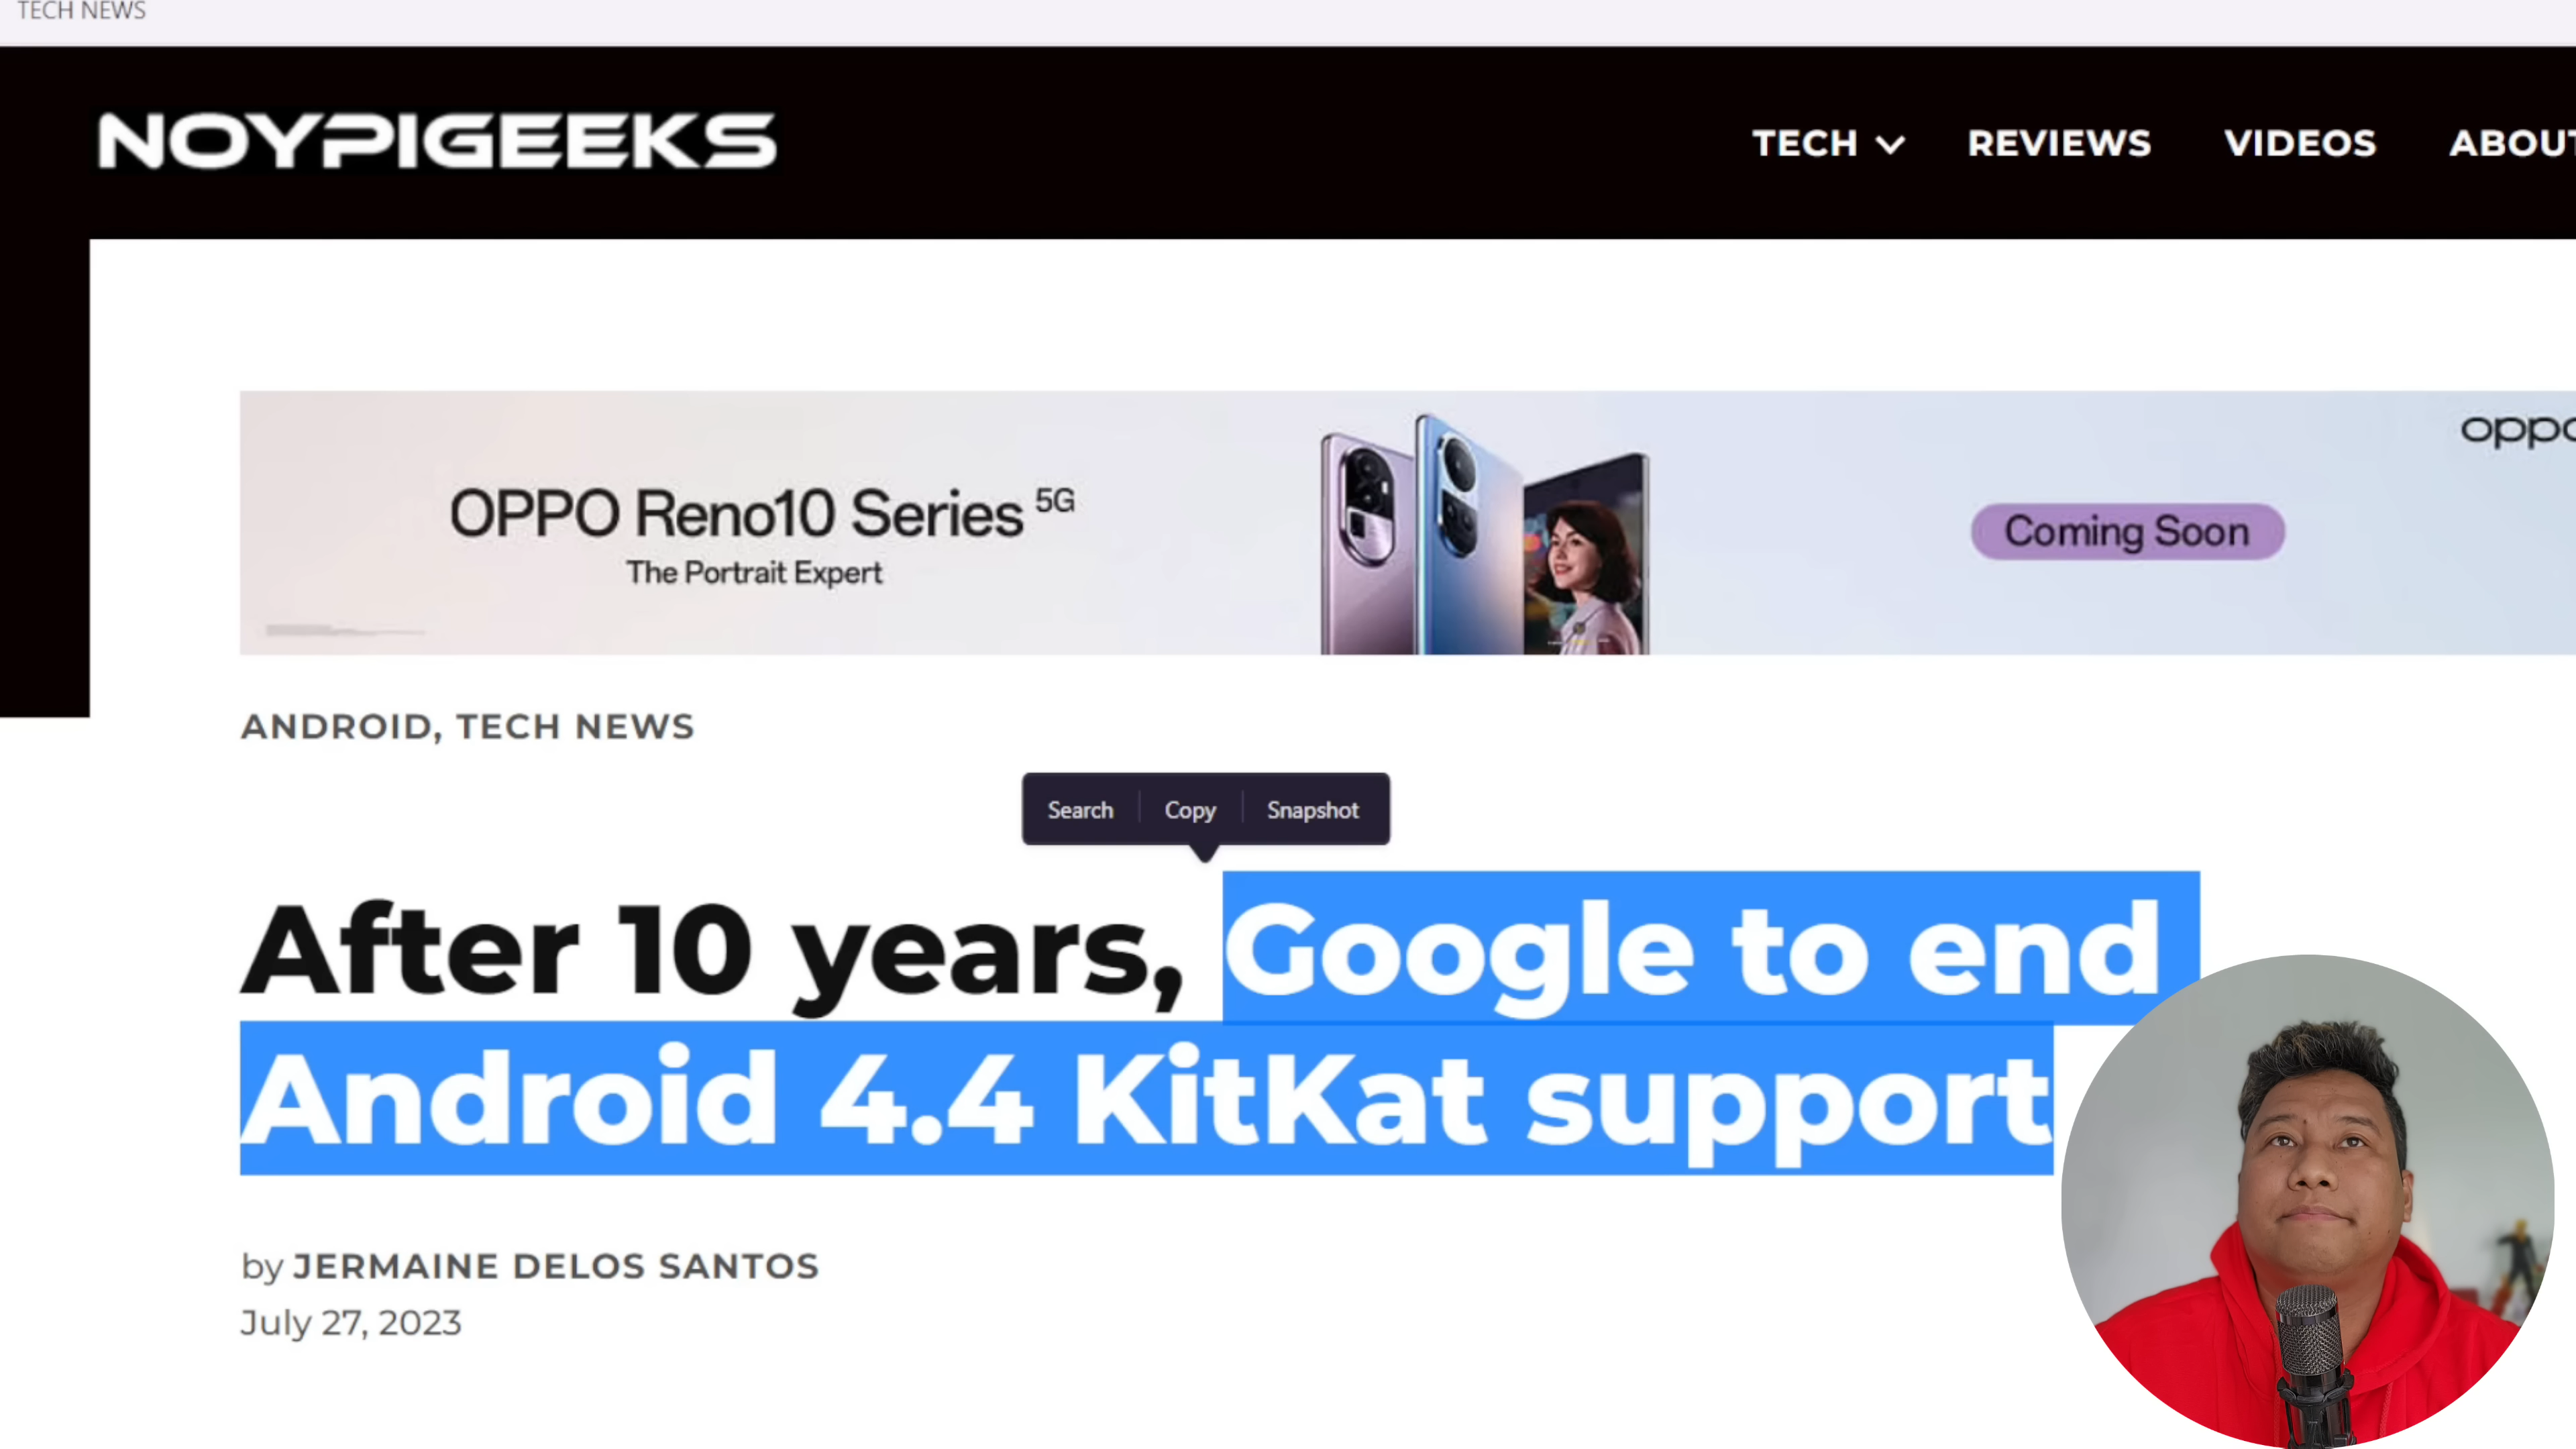 TECH NEWS
NOYPIGEEKS
TECH REVIEWS VIDEOS ABOUT
oppo
OPPO Reno10 Series 5G
The Portrait Expert
Coming Soon
ANDROID, TECH NEWS
Search Copy Snapshot
After 10 years, Google to end
Android 4.4 KitKat support
by JERMAINE DELOS SANTOS
July 27, 2023